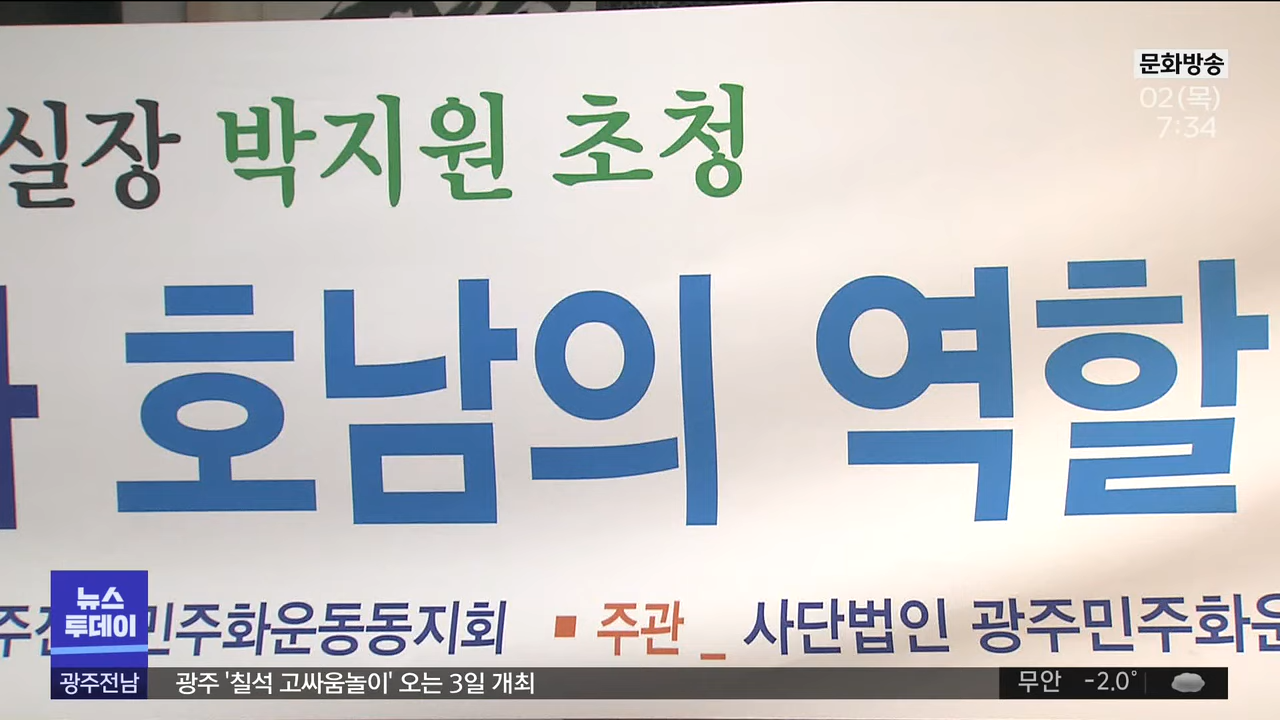 문화방송
02(목)
7:34
실장 박지원 초청
호남의 역할
민주화운동동지회 ■ 주관 _ 사단법인 광주민주화운
뉴스
투데이
광주전남 광주 '칠석 고싸움놀이' 오는 3일 개최 무안 -2.0°